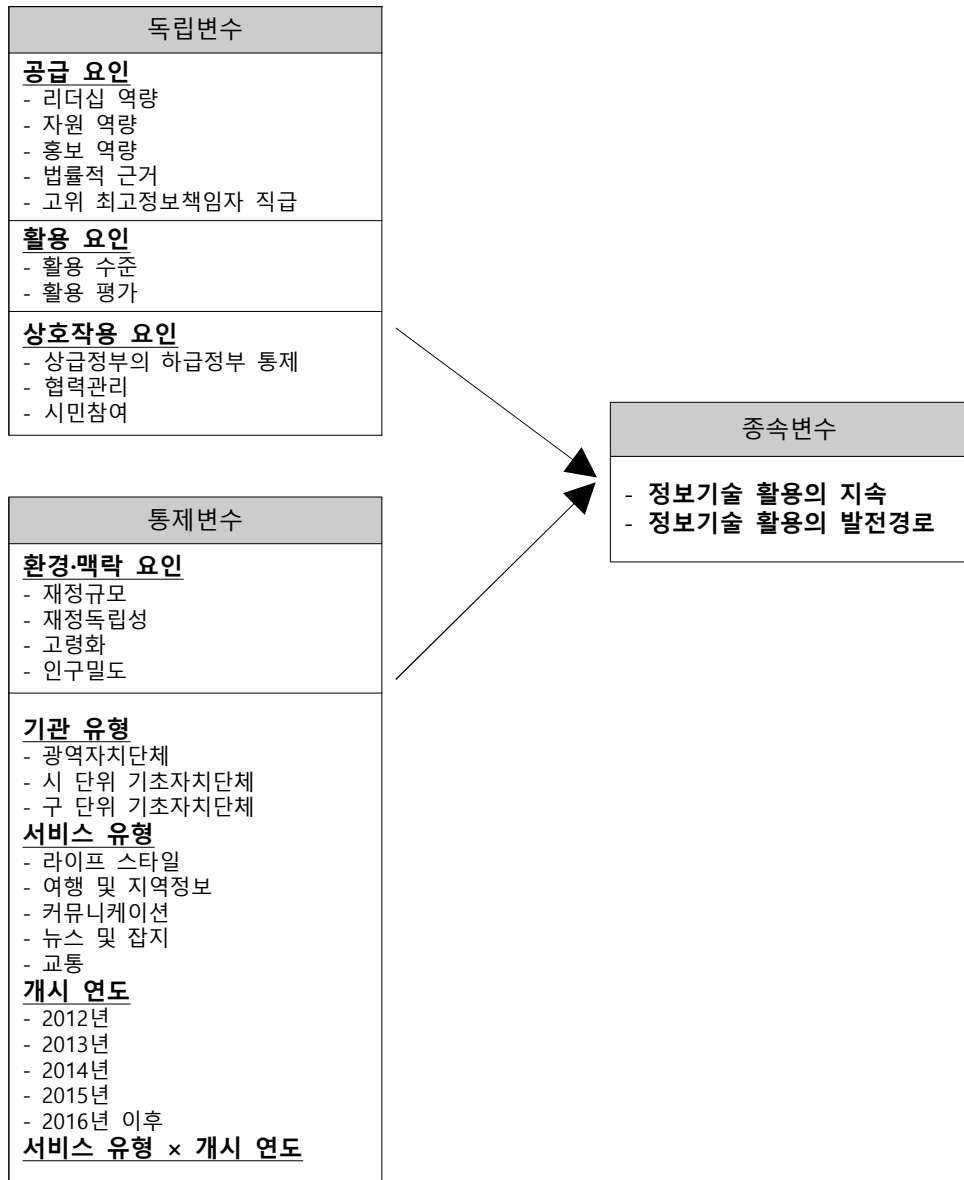 독립변수
공급 요인
- 리더십 역량
- 자원 역량
- 홍보 역량
- 법률적 근거
- 고위 최고정보책임자 직급
활용 요인
- 활용 수준
- 활용 평가
상호작용 요인
- 상급정부의 하급정부 통제
- 협력관리
- 시민참여
종속변수
- 정보기술 활용의 지속
- 정보기술 활용의 발전경로
통제변수
환경·맥락 요인
- 재정규모
- 재정독립성
- 고령화
- 인구밀도
기관 유형
- 광역자치단체
- 시 단위 기초자치단체
- 구 단위 기초자치단체
서비스 유형
- 라이프 스타일
- 여행 및 지역정보
- 커뮤니케이션
- 뉴스 및 잡지
- 교통
개시 연도
- 2012년
- 2013년
- 2014년
- 2015년
- 2016년 이후
서비스 유형 × 개시 연도